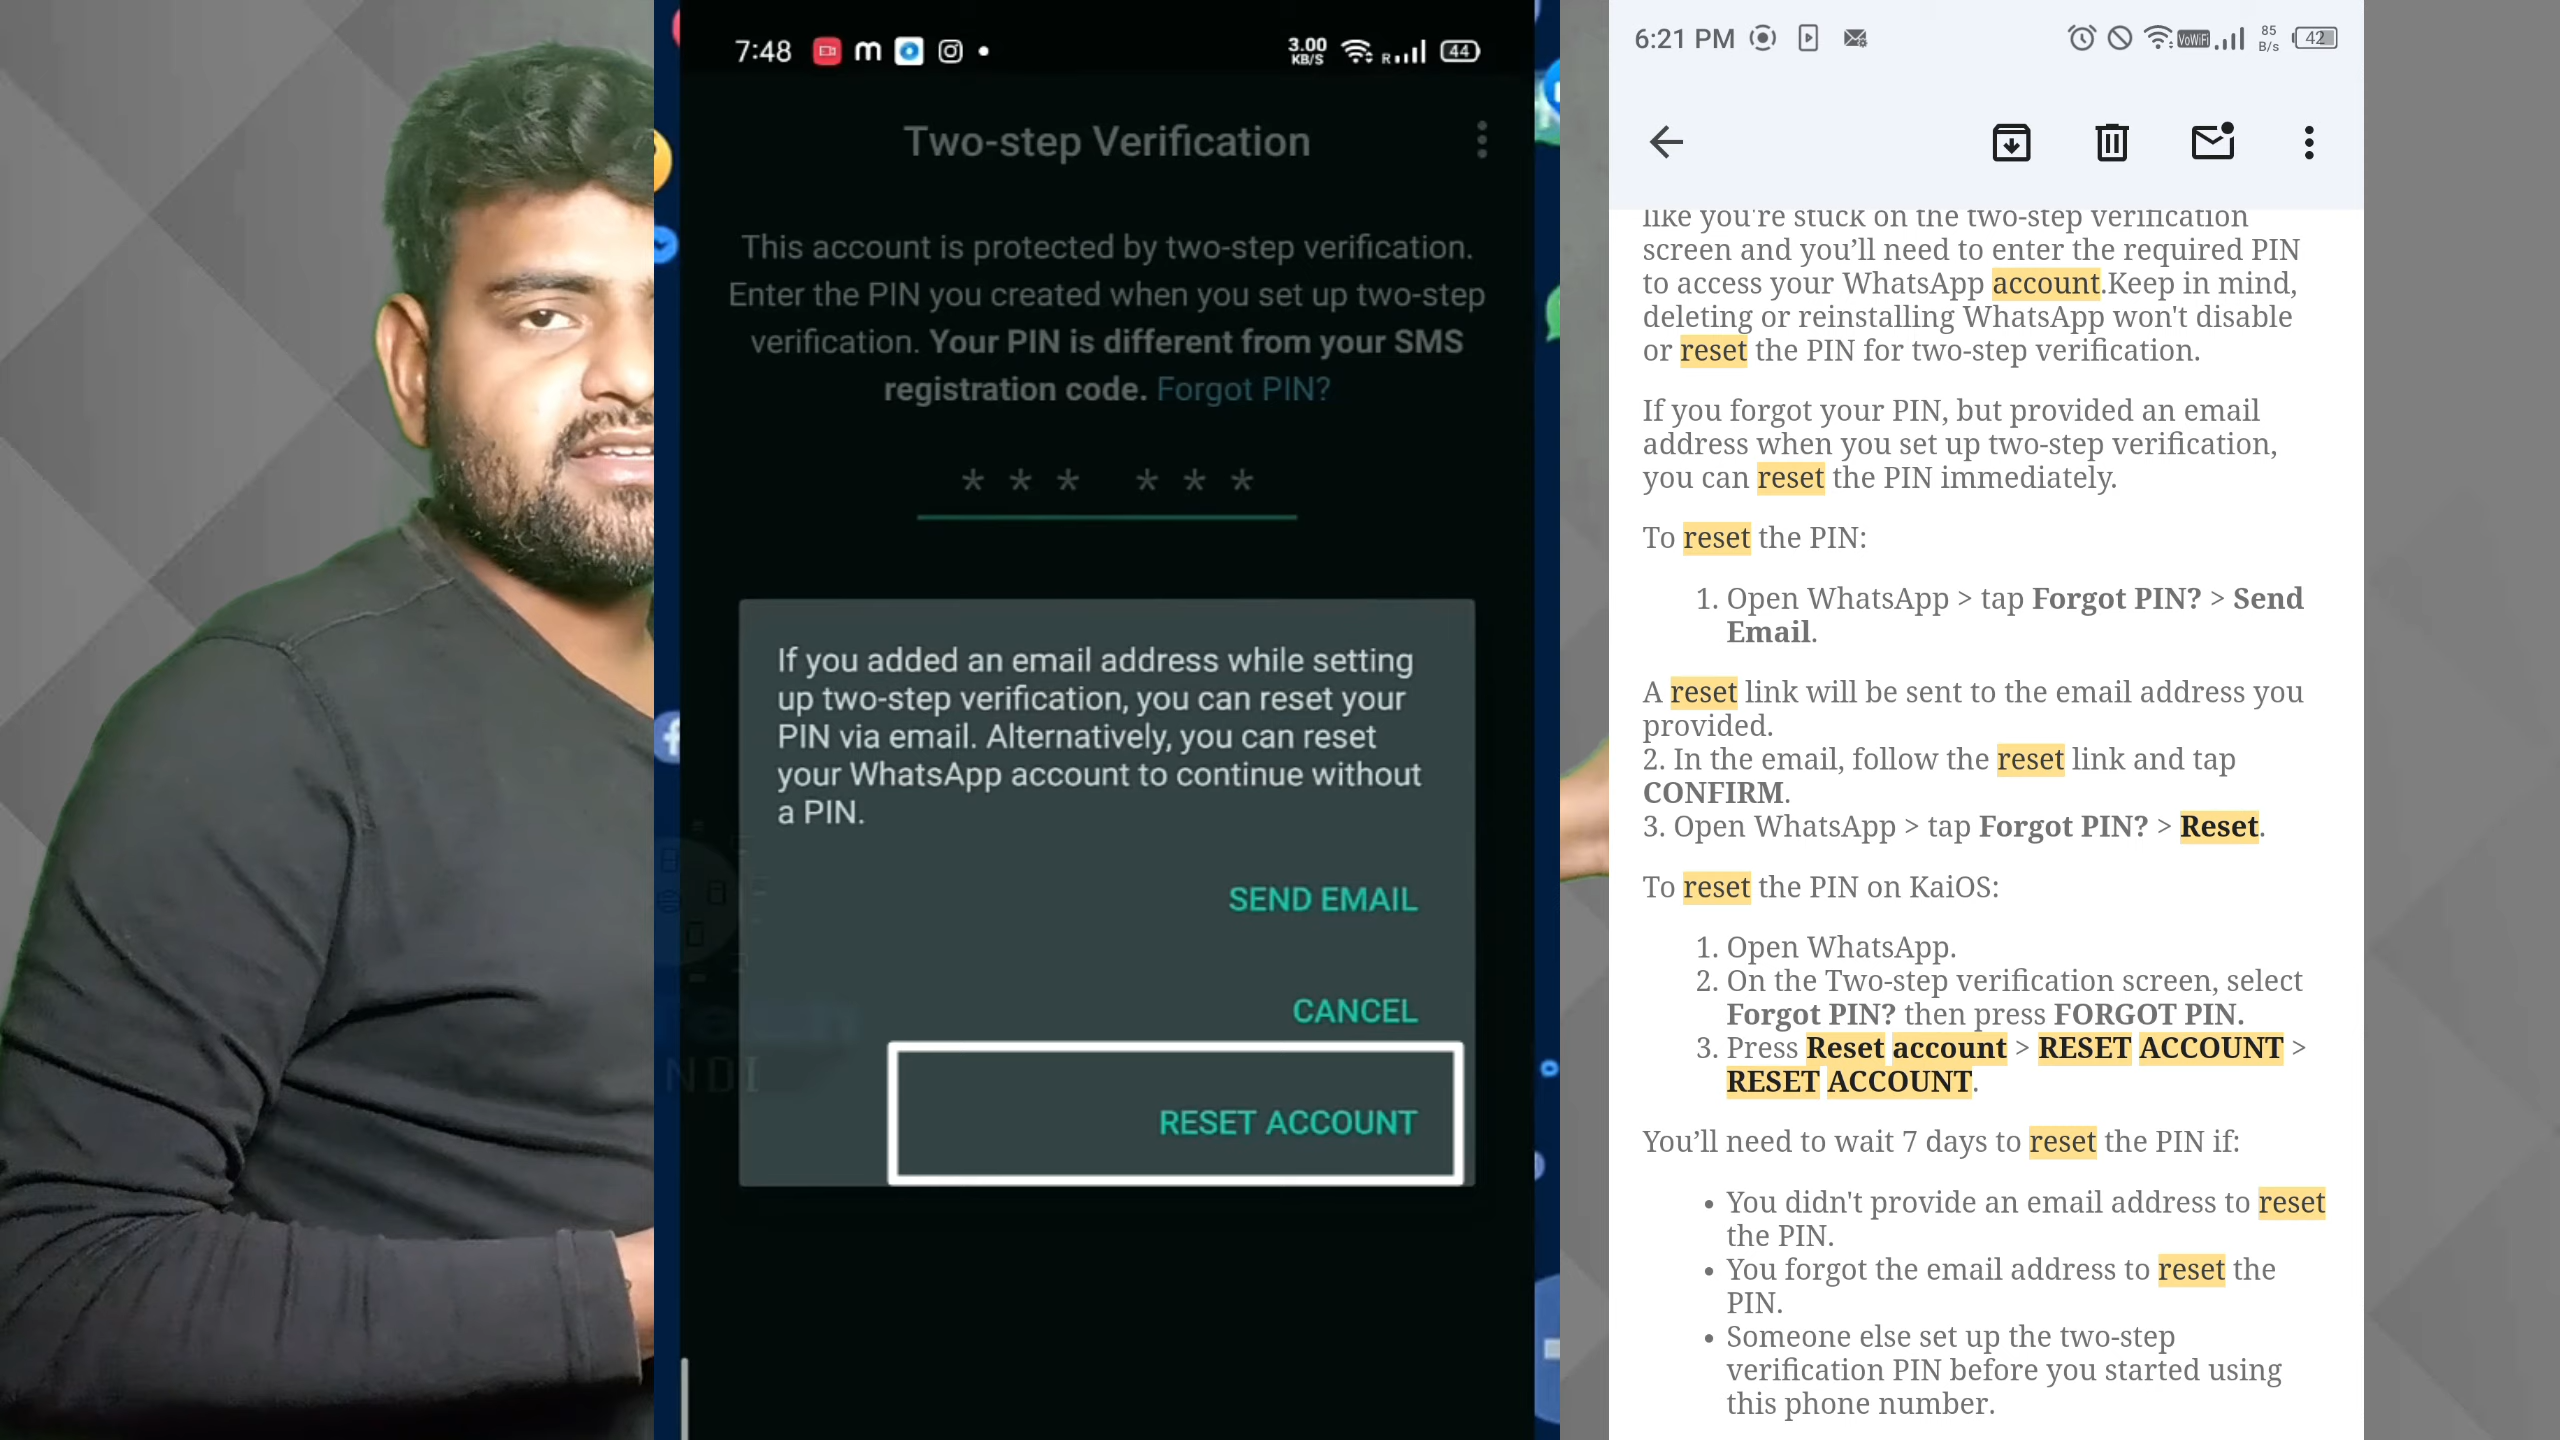 7:48
3.00
KB/S
R
44
Two-step Verification
This account is protected by two-step verification.
Enter the PIN you created when you set up two-step
verification. Your PIN is different from your SMS
registration code. Forgot PIN?
* * * * * *
If you added an email address while setting
up two-step verification, you can reset your
PIN via email. Alternatively, you can reset
your WhatsApp account to continue without
a PIN.
SEND EMAIL
CANCEL
RESET ACCOUNT
NDI
6:21 PM
VoWiFi
85
B/s
42
like you're stuck on the two-step verification
screen and you’ll need to enter the required PIN
to access your WhatsApp account.Keep in mind,
deleting or reinstalling WhatsApp won't disable
or reset the PIN for two-step verification.
If you forgot your PIN, but provided an email
address when you set up two-step verification,
you can reset the PIN immediately.
To reset the PIN:
1. Open WhatsApp > tap Forgot PIN? > Send
Email.
A reset link will be sent to the email address you
provided.
2. In the email, follow the reset link and tap
CONFIRM.
3. Open WhatsApp > tap Forgot PIN? > Reset.
To reset the PIN on KaiOS:
1. Open WhatsApp.
2. On the Two-step verification screen, select
Forgot PIN? then press FORGOT PIN.
3. Press Reset account > RESET ACCOUNT >
RESET ACCOUNT.
You’ll need to wait 7 days to reset the PIN if:
• You didn't provide an email address to reset
the PIN.
• You forgot the email address to reset the
PIN.
• Someone else set up the two-step
verification PIN before you started using
this phone number.